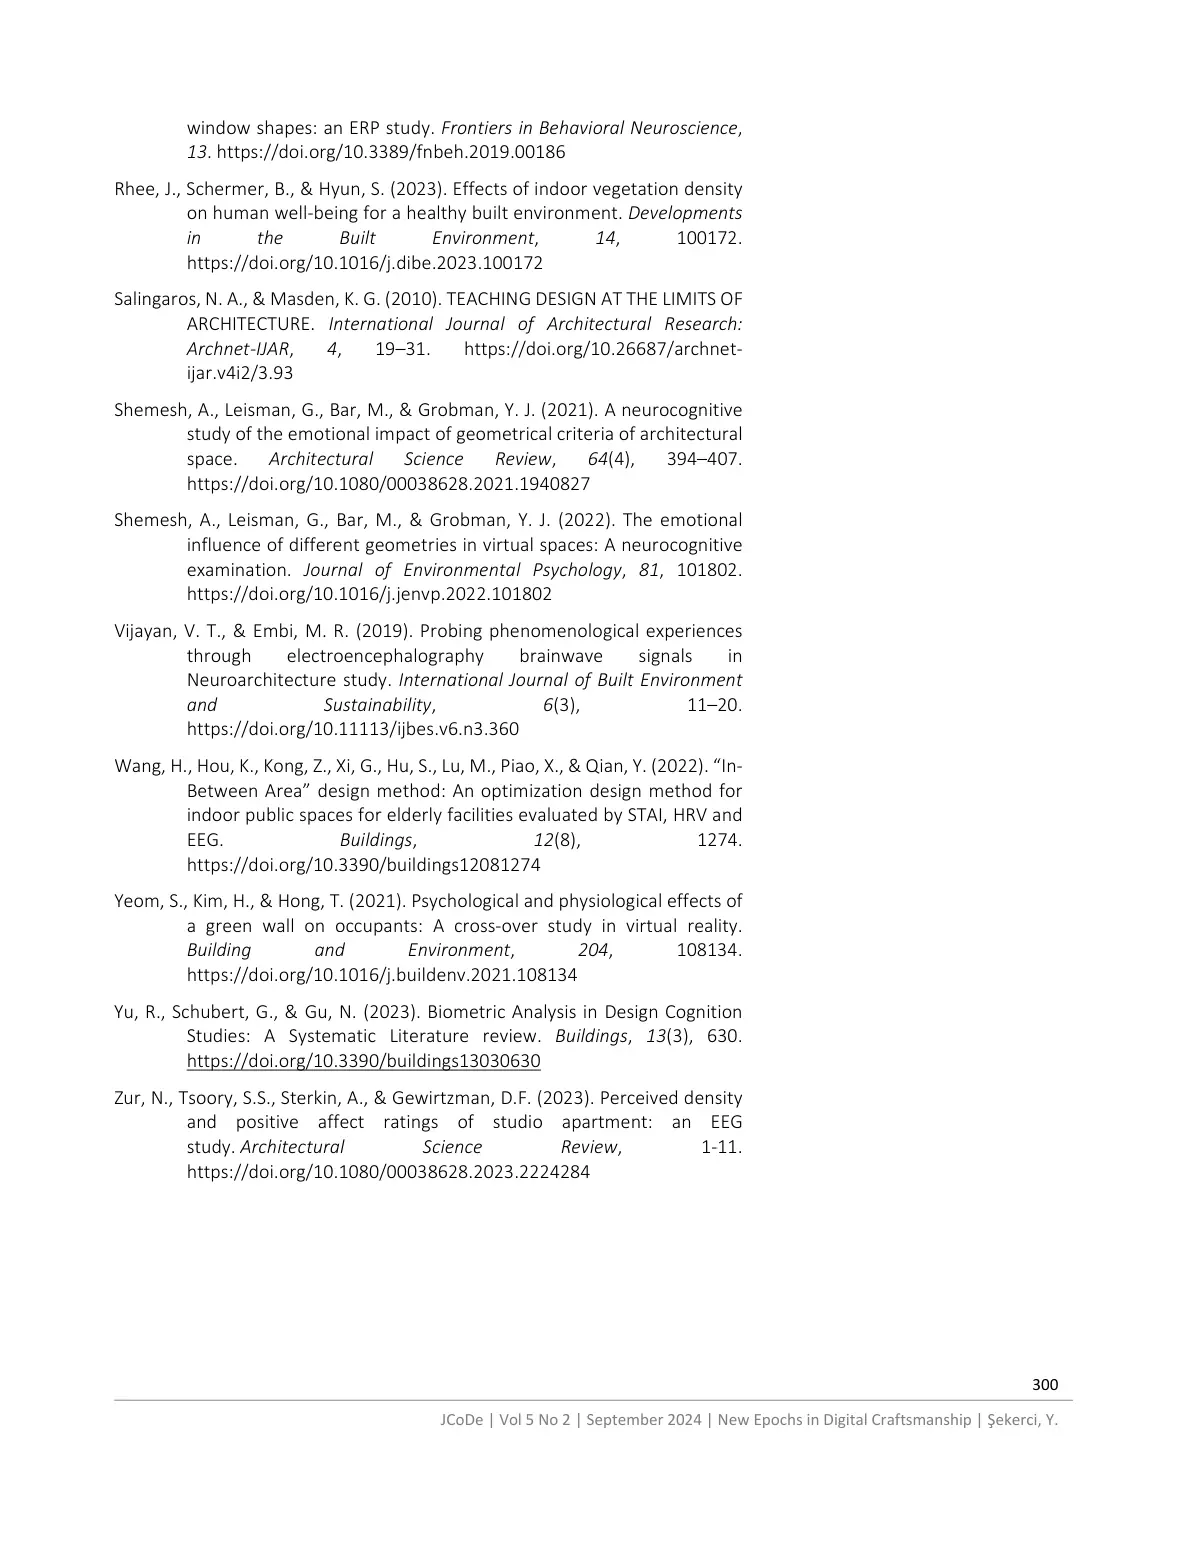 window shapes: an ERP study. Frontiers in Behavioral Neuroscience,
13. https://doi.org/10.3389/fnbeh.2019.00186
Rhee, J., Schermer, B., & Hyun, S. (2023). Effects of indoor vegetation density
on human well-being for a healthy built environment. Developments
in the Built Environment, 14, 100172.
https://doi.org/10.1016/j.dibe.2023.100172
Salingaros, N. A., & Masden, K. G. (2010). TEACHING DESIGN AT THE LIMITS OF
ARCHITECTURE. International Journal of Architectural Research:
Archnet-IJAR, 4, 19–31. https://doi.org/10.26687/archnet-
ijar.v4i2/3.93
Shemesh, A., Leisman, G., Bar, M., & Grobman, Y. J. (2021). A neurocognitive
study of the emotional impact of geometrical criteria of architectural
space. Architectural Science Review, 64(4), 394–407.
https://doi.org/10.1080/00038628.2021.1940827
Shemesh, A., Leisman, G., Bar, M., & Grobman, Y. J. (2022). The emotional
influence of different geometries in virtual spaces: A neurocognitive
examination. Journal of Environmental Psychology, 81, 101802.
https://doi.org/10.1016/j.jenvp.2022.101802
Vijayan, V. T., & Embi, M. R. (2019). Probing phenomenological experiences
through electroencephalography brainwave signals in
Neuroarchitecture study. International Journal of Built Environment
and Sustainability, 6(3), 11–20.
https://doi.org/10.11113/ijbes.v6.n3.360
Wang, H., Hou, K., Kong, Z., Xi, G., Hu, S., Lu, M., Piao, X., & Qian, Y. (2022). “In-
Between Area” design method: An optimization design method for
indoor public spaces for elderly facilities evaluated by STAI, HRV and
EEG. Buildings, 12(8), 1274.
https://doi.org/10.3390/buildings12081274
Yeom, S., Kim, H., & Hong, T. (2021). Psychological and physiological effects of
a green wall on occupants: A cross-over study in virtual reality.
Building and Environment, 204, 108134.
https://doi.org/10.1016/j.buildenv.2021.108134
Yu, R., Schubert, G., & Gu, N. (2023). Biometric Analysis in Design Cognition
Studies: A Systematic Literature review. Buildings, 13(3), 630.
https://doi.org/10.3390/buildings13030630
Zur, N., Tsoory, S.S., Sterkin, A., & Gewirtzman, D.F. (2023). Perceived density
and positive affect ratings of studio apartment: an EEG
study. Architectural Science Review, 1-11.
https://doi.org/10.1080/00038628.2023.2224284
300
JCoDe | Vol 5 No 2 | September 2024 | New Epochs in Digital Craftsmanship | Şekerci, Y.